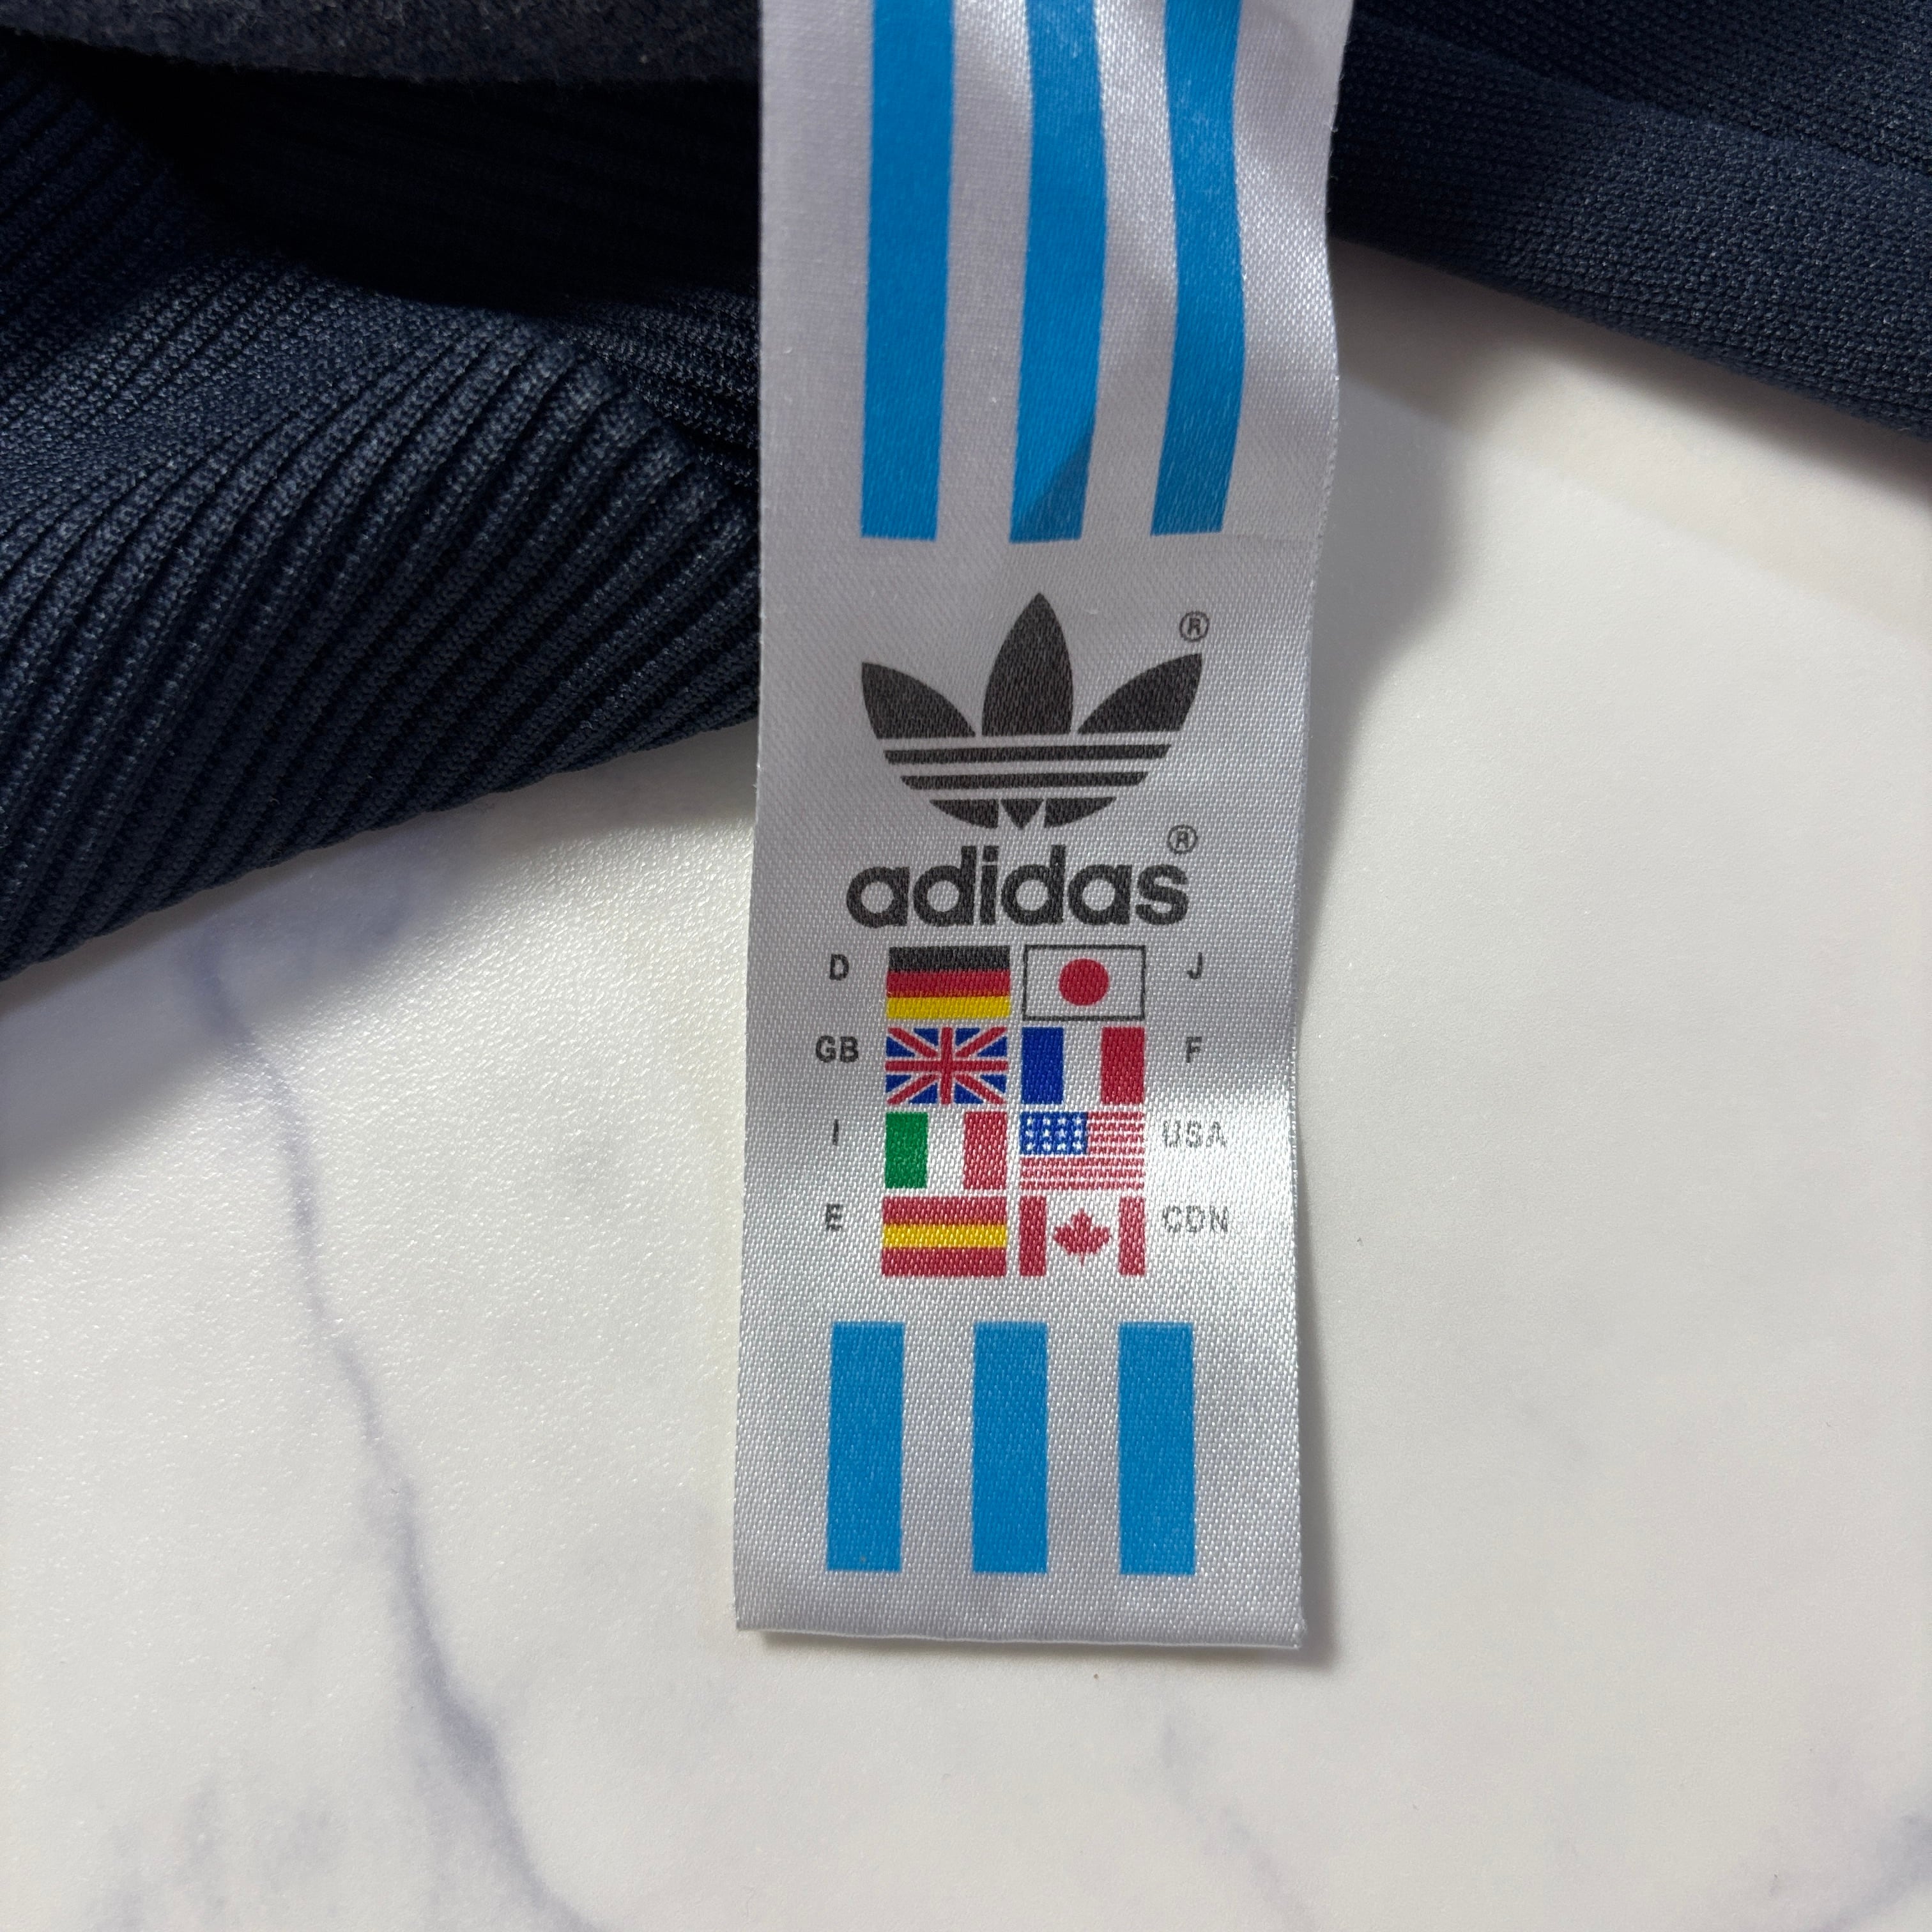 ®
adidas®
D J
GB F
I USA
E CDN